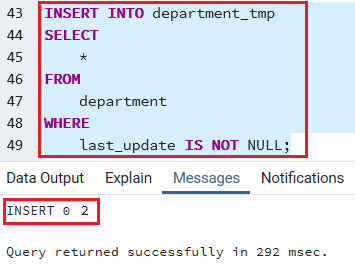 43 INSERT INTO department_tmp
44 SELECT
45 *
46 FROM
47 department
48 WHERE
49 last_update IS NOT NULL;
Data Output Explain Messages Notifications
INSERT 0 2
Query returned successfully in 292 msec.